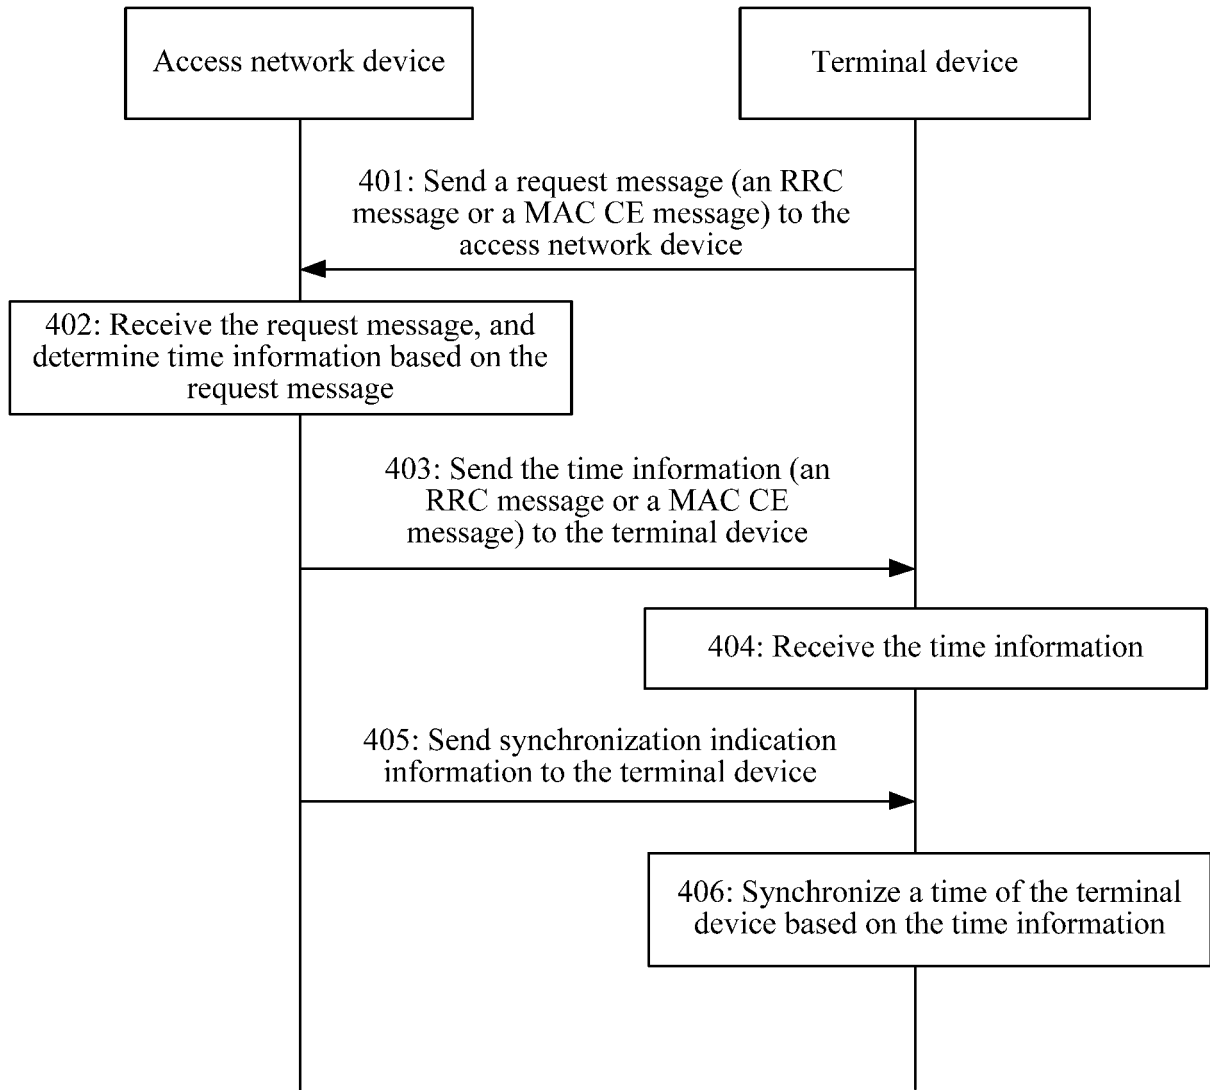 Access network device
Terminal device
401: Send a request message (an RRC
message or a MAC CE message) to the
access network device
402: Receive the request message, and
determine time information based on the
request message
403: Send the time information (an
RRC message or a MAC CE
message) to the terminal device
404: Receive the time information
405: Send synchronization indication
information to the terminal device
406: Synchronize a time of the terminal
device based on the time information